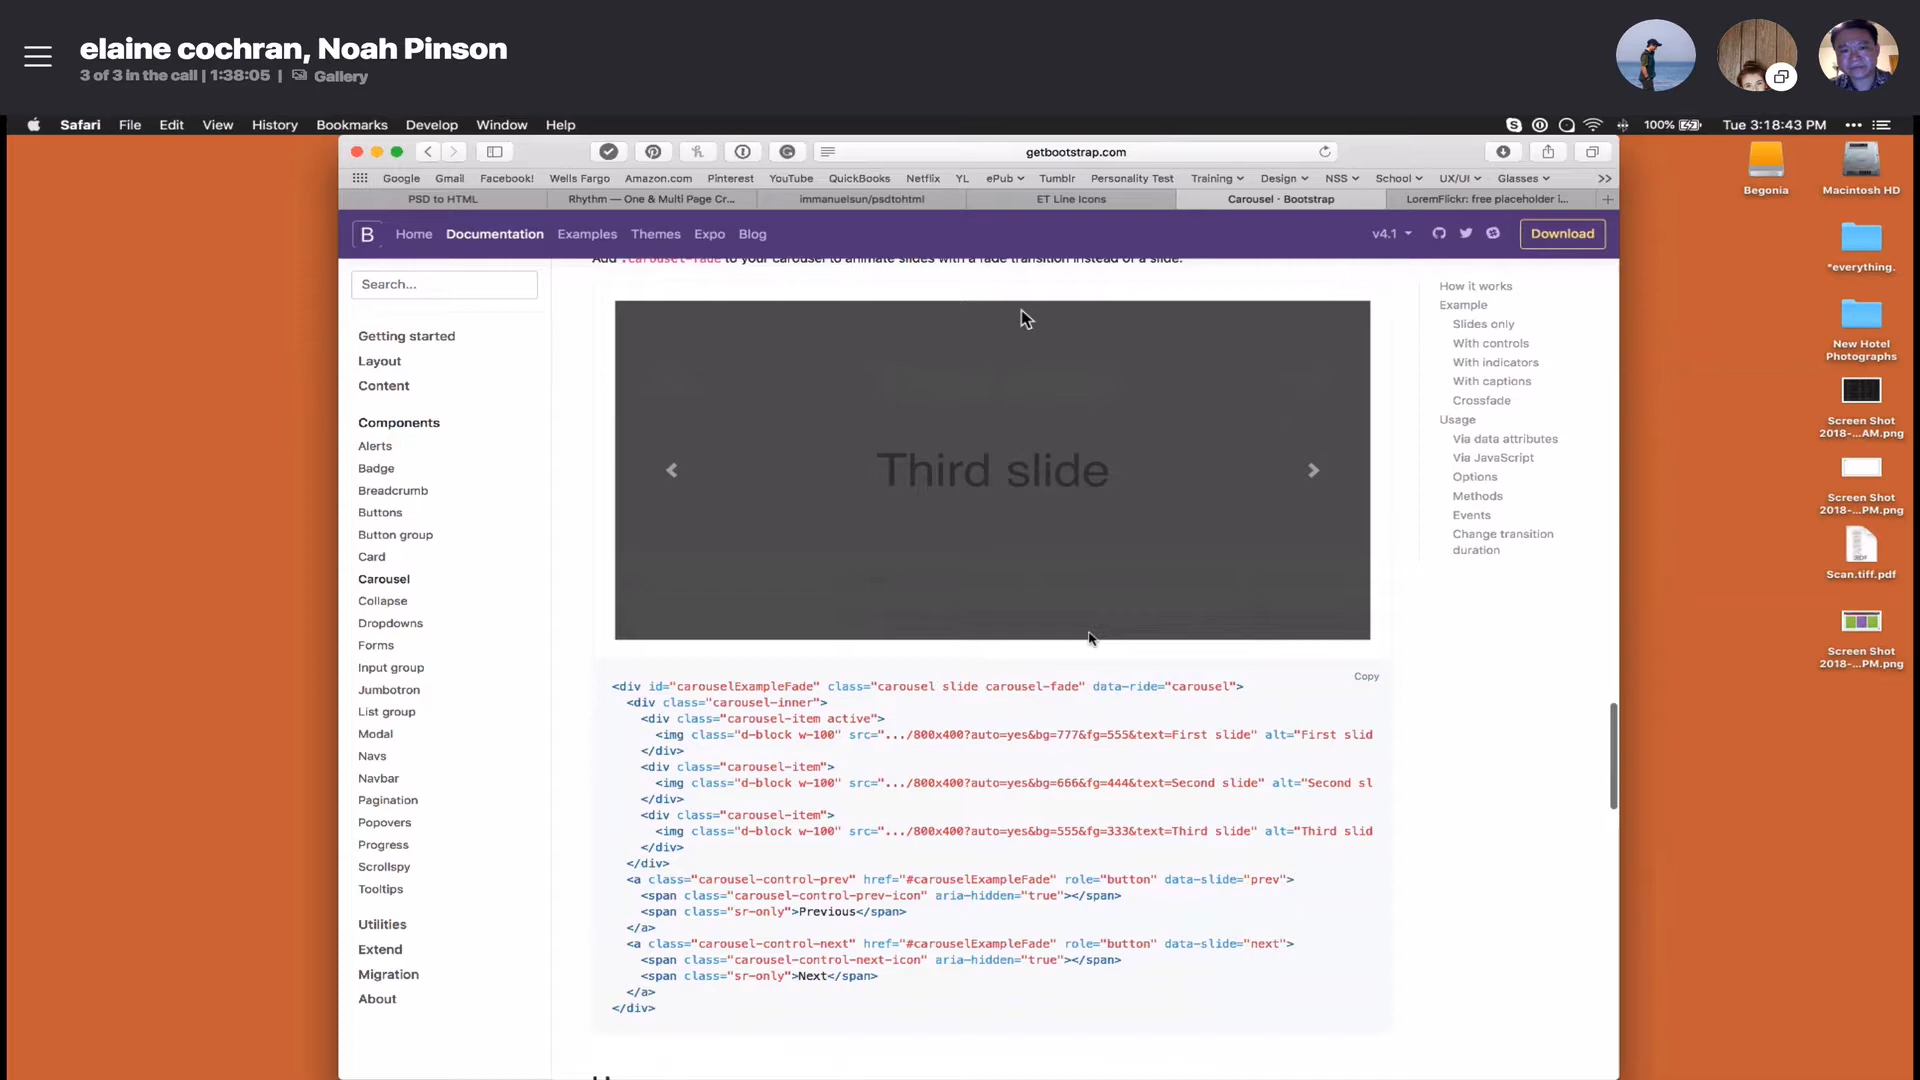 elaine cochran, Noah Pinson
3 of 3 in the call | 1:38:05 | Gallery
Safari File Edit View History Bookmarks Develop Window Help
100% Tue 3:18:43 PM
getbootstrap.com
Google Gmail Facebook! Wells Fargo Amazon.com Pinterest YouTube QuickBooks Netflix YL ePub Tumblr Personality Test Training Design NSS School UX/UI Glasses >>
PSD to HTML Rhythm — One & Multi Page Cr... immanuelsun/psdtohtml ET Line Icons Carousel · Bootstrap LoremFlickr: free placeholder i...
B Home Documentation Examples Themes Expo Blog v4.1 Download
Add .carousel-fade to your carousel to animate slides with a fade transition instead of a slide.
Search...
Getting started
Layout
Content
Components
Alerts
Badge
Breadcrumb
Buttons
Button group
Card
Carousel
Collapse
Dropdowns
Forms
Input group
Jumbotron
List group
Modal
Navs
Navbar
Pagination
Popovers
Progress
Scrollspy
Tooltips
Utilities
Extend
Migration
About
Third slide
Copy
<div id="carouselExampleFade" class="carousel slide carousel-fade" data-ride="carousel">
<div class="carousel-inner">
<div class="carousel-item active">
<img class="d-block w-100" src=".../800x400?auto=yes&bg=777&fg=555&text=First slide" alt="First slid
</div>
<div class="carousel-item">
<img class="d-block w-100" src=".../800x400?auto=yes&bg=666&fg=444&text=Second slide" alt="Second sl
</div>
<div class="carousel-item">
<img class="d-block w-100" src=".../800x400?auto=yes&bg=555&fg=333&text=Third slide" alt="Third slid
</div>
</div>
<a class="carousel-control-prev" href="#carouselExampleFade" role="button" data-slide="prev">
<span class="carousel-control-prev-icon" aria-hidden="true"></span>
<span class="sr-only">Previous</span>
</a>
<a class="carousel-control-next" href="#carouselExampleFade" role="button" data-slide="next">
<span class="carousel-control-next-icon" aria-hidden="true"></span>
<span class="sr-only">Next</span>
</a>
</div>
How it works
Example
Slides only
With controls
With indicators
With captions
Crossfade
Usage
Via data attributes
Via JavaScript
Options
Methods
Events
Change transition
duration
Begonia
Macintosh HD
*everything.
New Hotel
Photographs
Screen Shot
2018-...AM.png
Screen Shot
2018-...PM.png
Scan.tiff.pdf
Screen Shot
2018-...PM.png